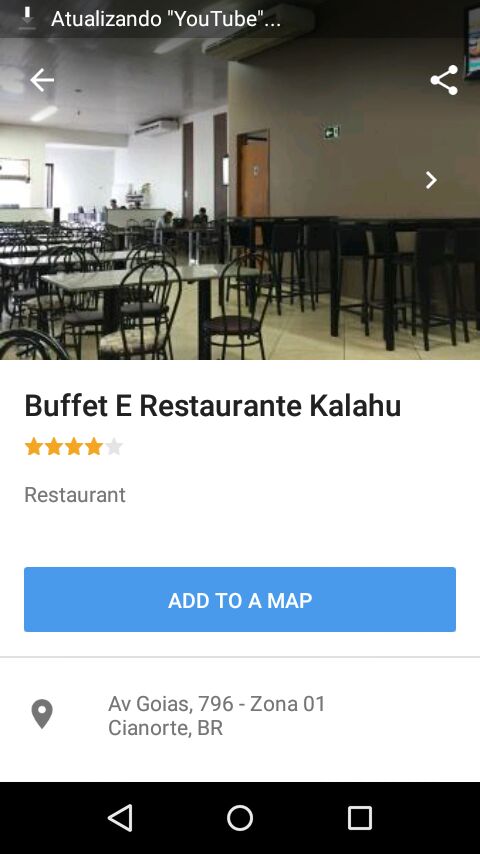 Atualizando "YouTube"...
Buffet E Restaurante Kalahu
Restaurant
ADD TO A MAP
Av Goias, 796 - Zona 01
Cianorte, BR